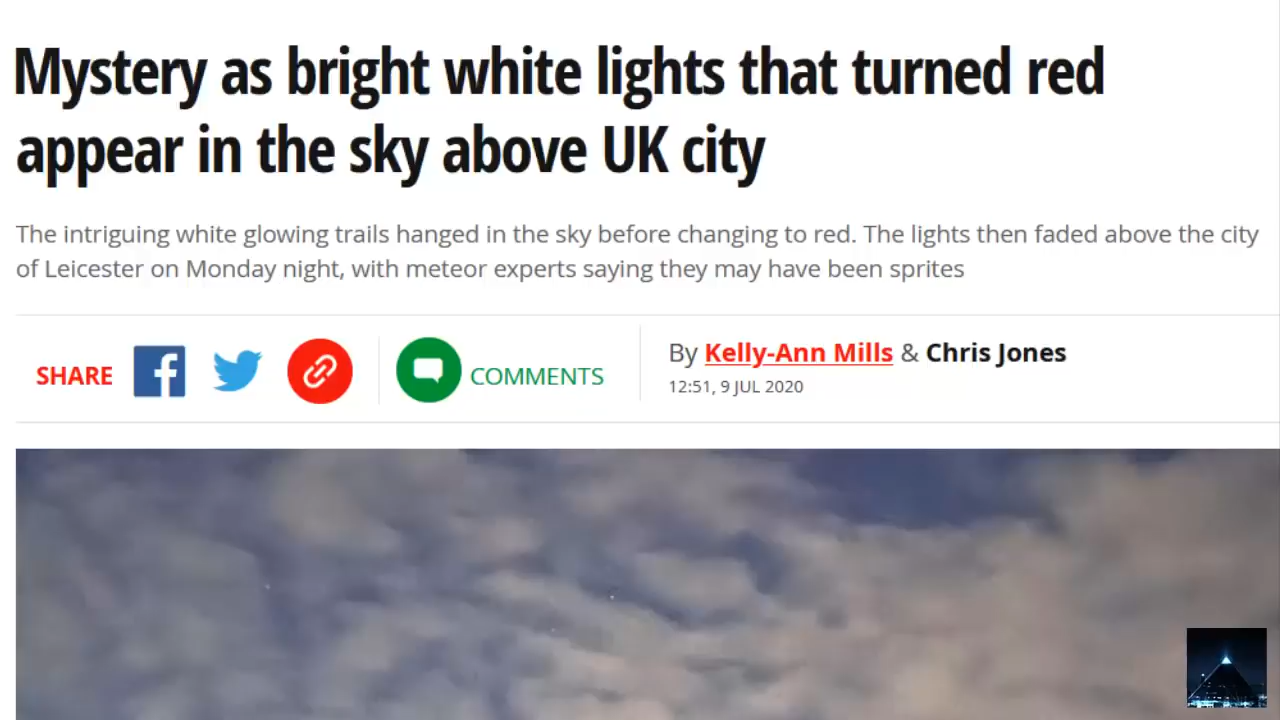 Mystery as bright white lights that turned red
appear in the sky above UK city
The intriguing white glowing trails hanged in the sky before changing to red. The lights then faded above the city
of Leicester on Monday night, with meteor experts saying they may have been sprites
SHARE
COMMENTS
By Kelly-Ann Mills & Chris Jones
12:51, 9 JUL 2020